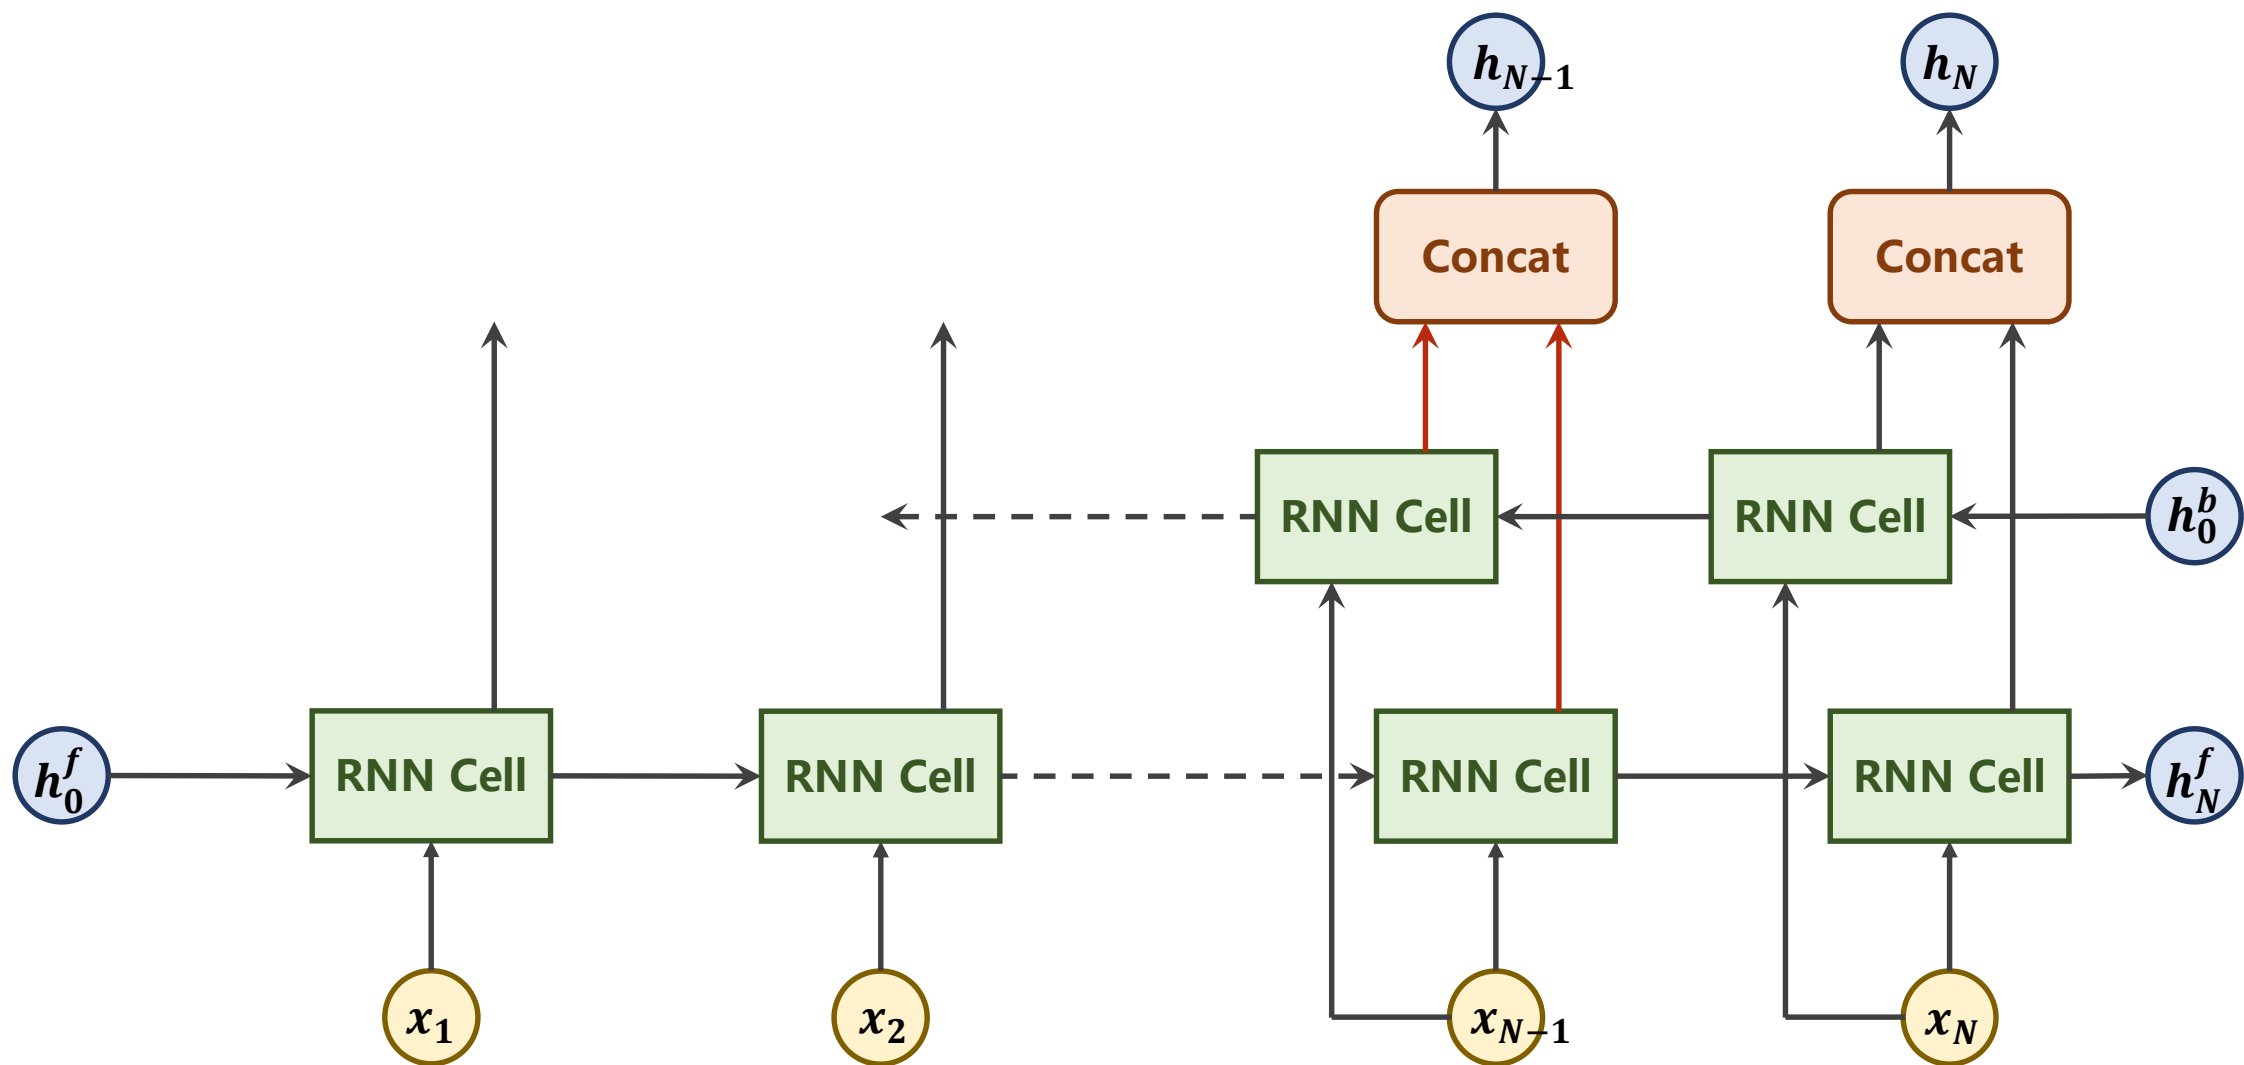 h_{N-1}
h_N
Concat
Concat
RNN Cell
RNN Cell
h_0^b
h_0^f
RNN Cell
RNN Cell
RNN Cell
RNN Cell
h_N^f
x_1
x_2
x_{N-1}
x_N